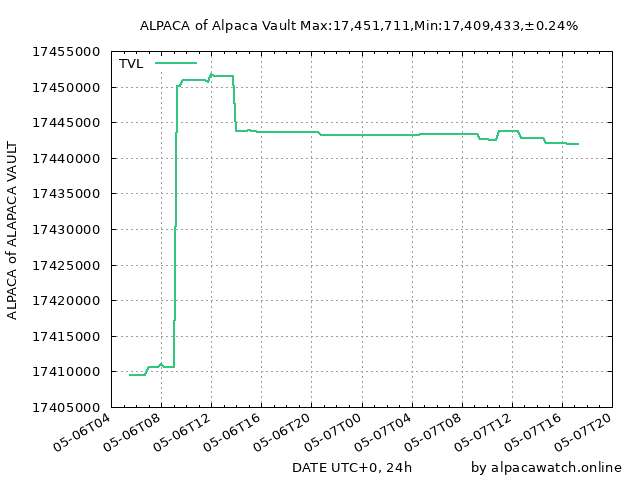 ALPACA of Alpaca Vault Max:17,451,711,Min:17,409,433,±0.24%
TVL
ALPACA of ALAPACA VAULT
17455000
17450000
17445000
17440000
17435000
17430000
17425000
17420000
17415000
17410000
17405000
05-06T04
05-06T08
05-06T12
05-06T16
05-06T20
05-07T00
05-07T04
05-07T08
05-07T12
05-07T16
05-07T20
DATE UTC+0, 24h
by alpacawatch.online